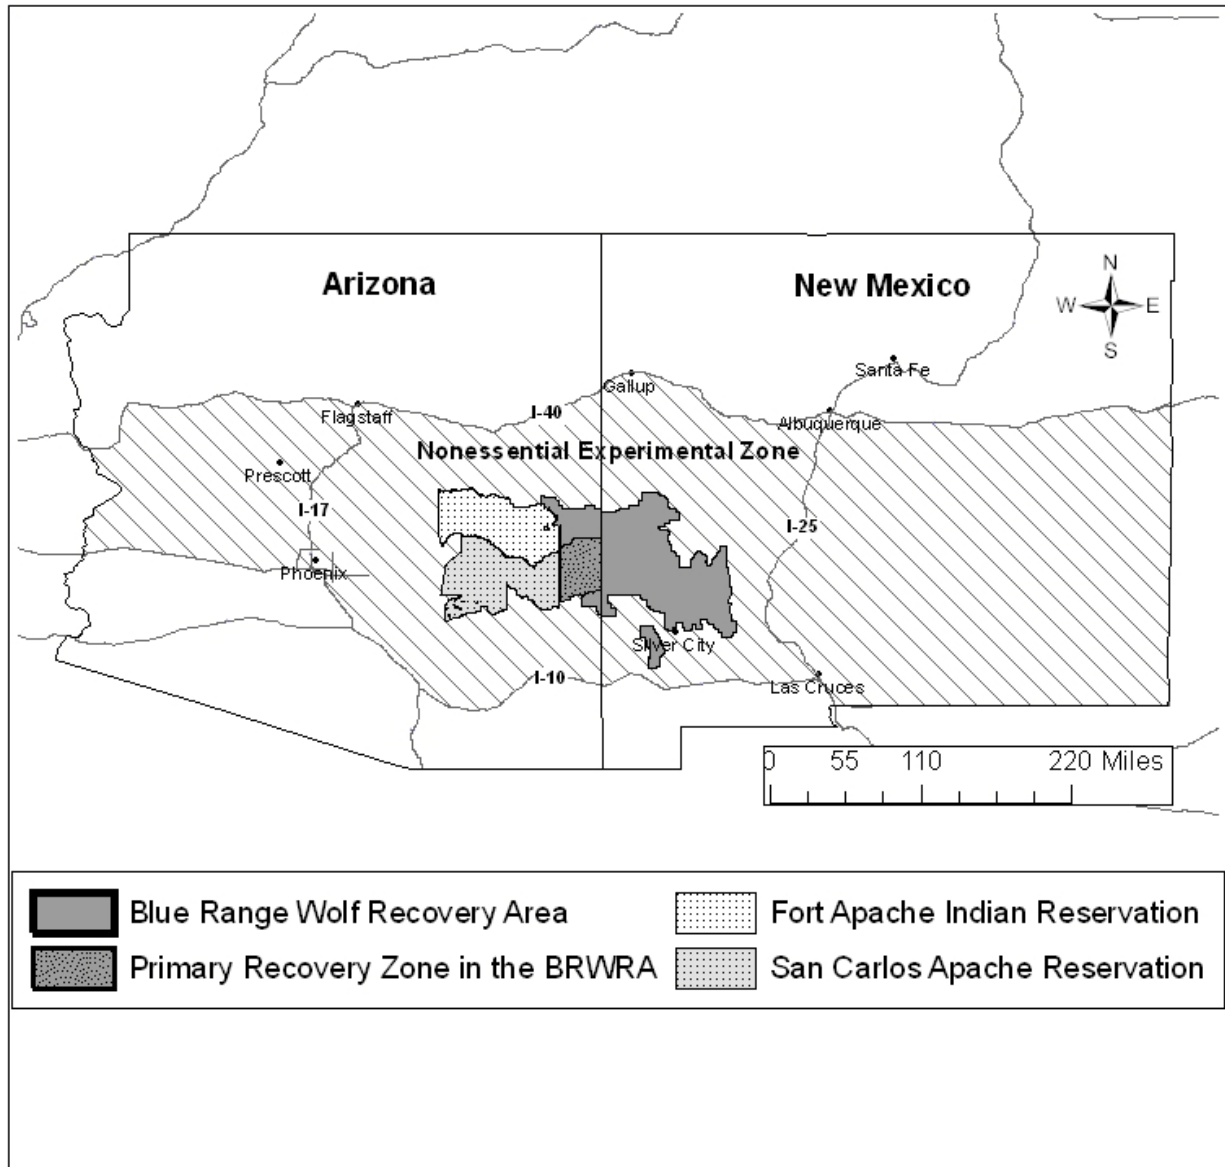 Arizona
New Mexico
N
W E
S
Santa Fe
Gallup
Flagstaff
I-40
Albuquerque
Nonessential Experimental Zone
Prescott
I-17
I-25
Phoenix
Silver City
I-10
Las Cruces
0 55 110 220 Miles
Blue Range Wolf Recovery Area
Fort Apache Indian Reservation
Primary Recovery Zone in the BRWRA
San Carlos Apache Reservation